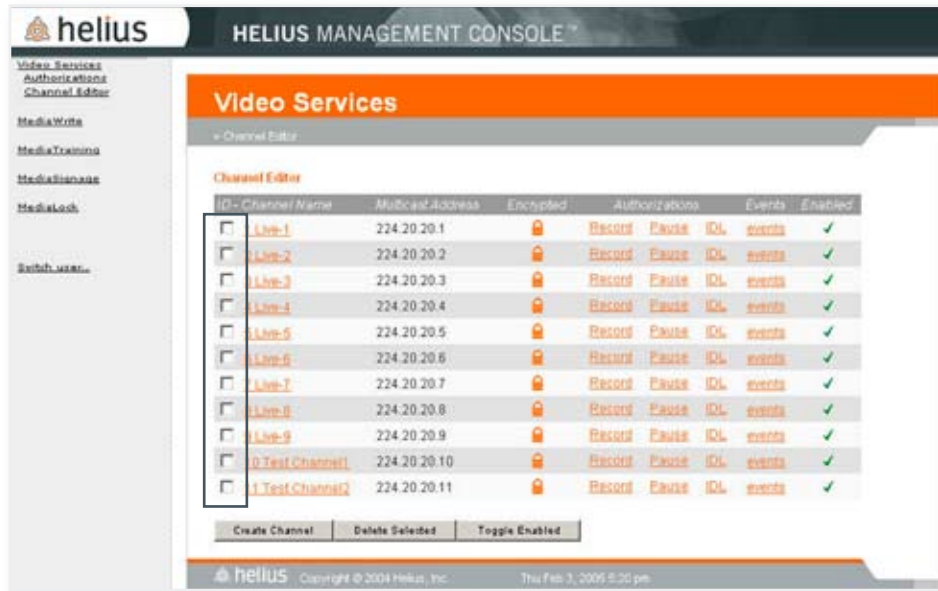 helius
HELIUS MANAGEMENT CONSOLE™
Video Services
Authorizations
Channel Editor
MediaWrite
MediaTraining
MediaSignage
MediaLock
Switch user...
Video Services
» Channel Editor
Channel Editor
ID - Channel Name Multicast Address Encrypted Authorizations Events Enabled
1 Live-1 224.20.20.1 Record Pause IDL events
2 Live-2 224.20.20.2 Record Pause IDL events
3 Live-3 224.20.20.3 Record Pause IDL events
4 Live-4 224.20.20.4 Record Pause IDL events
5 Live-5 224.20.20.5 Record Pause IDL events
6 Live-6 224.20.20.6 Record Pause IDL events
7 Live-7 224.20.20.7 Record Pause IDL events
8 Live-8 224.20.20.8 Record Pause IDL events
9 Live-9 224.20.20.9 Record Pause IDL events
10 Test Channel1 224.20.20.10 Record Pause IDL events
11 Test Channel2 224.20.20.11 Record Pause IDL events
Create Channel Delete Selected Toggle Enabled
helius Copyright © 2004 Helius, Inc. Thu Feb 3, 2005 5:20 pm